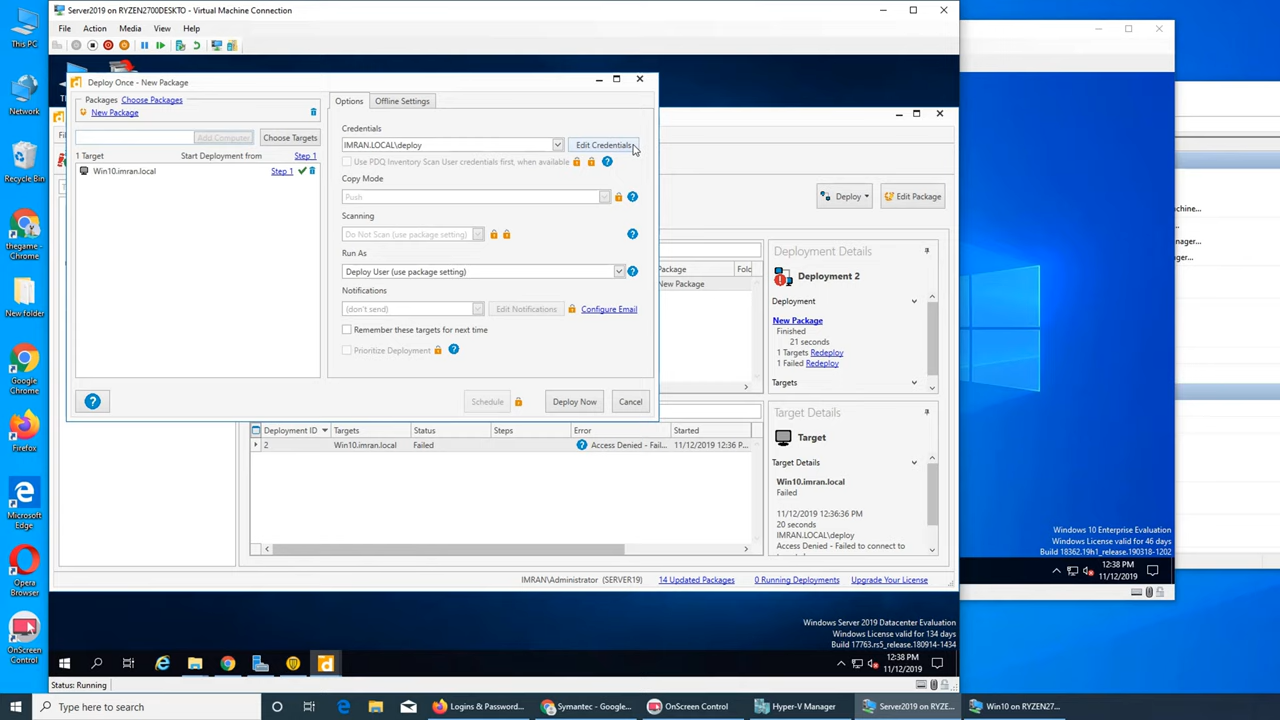 This PC
Network
Recycle Bin
thegame -
Chrome
New folder
Google
Chrome
Firefox
Microsoft
Edge
Opera
Browser
OnScreen
Control
Server2019 on RYZEN2700DESKTO - Virtual Machine Connection
File Action Media View Help
Deploy Once - New Package
Packages Choose Packages
New Package
Add Computer Choose Targets
1 Target Start Deployment from Step 1
Win10.imran.local Step 1
Options Offline Settings
Credentials
IMRAN.LOCAL\deploy Edit Credentials
Use PDQ Inventory Scan User credentials first, when available
Copy Mode
Push
Scanning
Do Not Scan (use package setting)
Run As
Deploy User (use package setting)
Notifications
(don't send) Edit Notifications Configure Email
Remember these targets for next time
Prioritize Deployment
Schedule Deploy Now Cancel
Deploy Edit Package
Package Fold
New Package
Deployment Details
Deployment 2
Deployment
New Package
Finished
21 seconds
1 Targets Redeploy
1 Failed Redeploy
Targets
Deployment ID Targets Status Steps Error Started
2 Win10.imran.local Failed Access Denied - Fail... 11/12/2019 12:36 P...
Target
Target Details
Win10.imran.local
Failed
11/12/2019 12:36:36 PM
20 seconds
IMRAN.LOCAL\deploy
Access Denied - Failed to connect to
IMRAN\Administrator (SERVER19) 14 Updated Packages 0 Running Deployments Upgrade Your License
Windows Server 2019 Datacenter Evaluation
Windows License valid for 134 days
Build 17763.rs5_release.180914-1434
12:38 PM
11/12/2019
Status: Running
Windows 10 Enterprise Evaluation
Windows License valid for 46 days
Build 18362.19h1_release.190318-1202
12:38 PM
11/12/2019
machine...
nager...
ger...
Type here to search
Logins & Password...
Symantec - Google...
OnScreen Control
Hyper-V Manager
Server2019 on RYZE...
Win10 on RYZEN27...